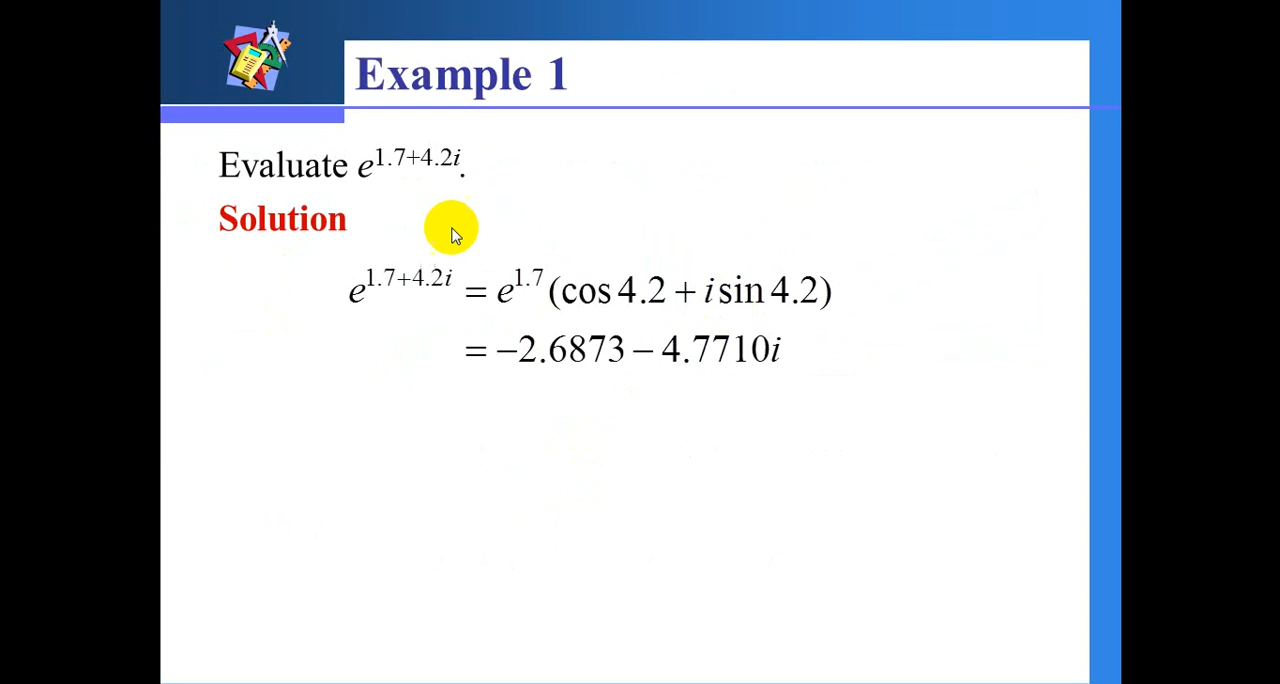 Example 1
Evaluate e^{1.7+4.2i}.
Solution
e^{1.7+4.2i} = e^{1.7} (cos 4.2 + i sin 4.2)
= −2.6873 − 4.7710i